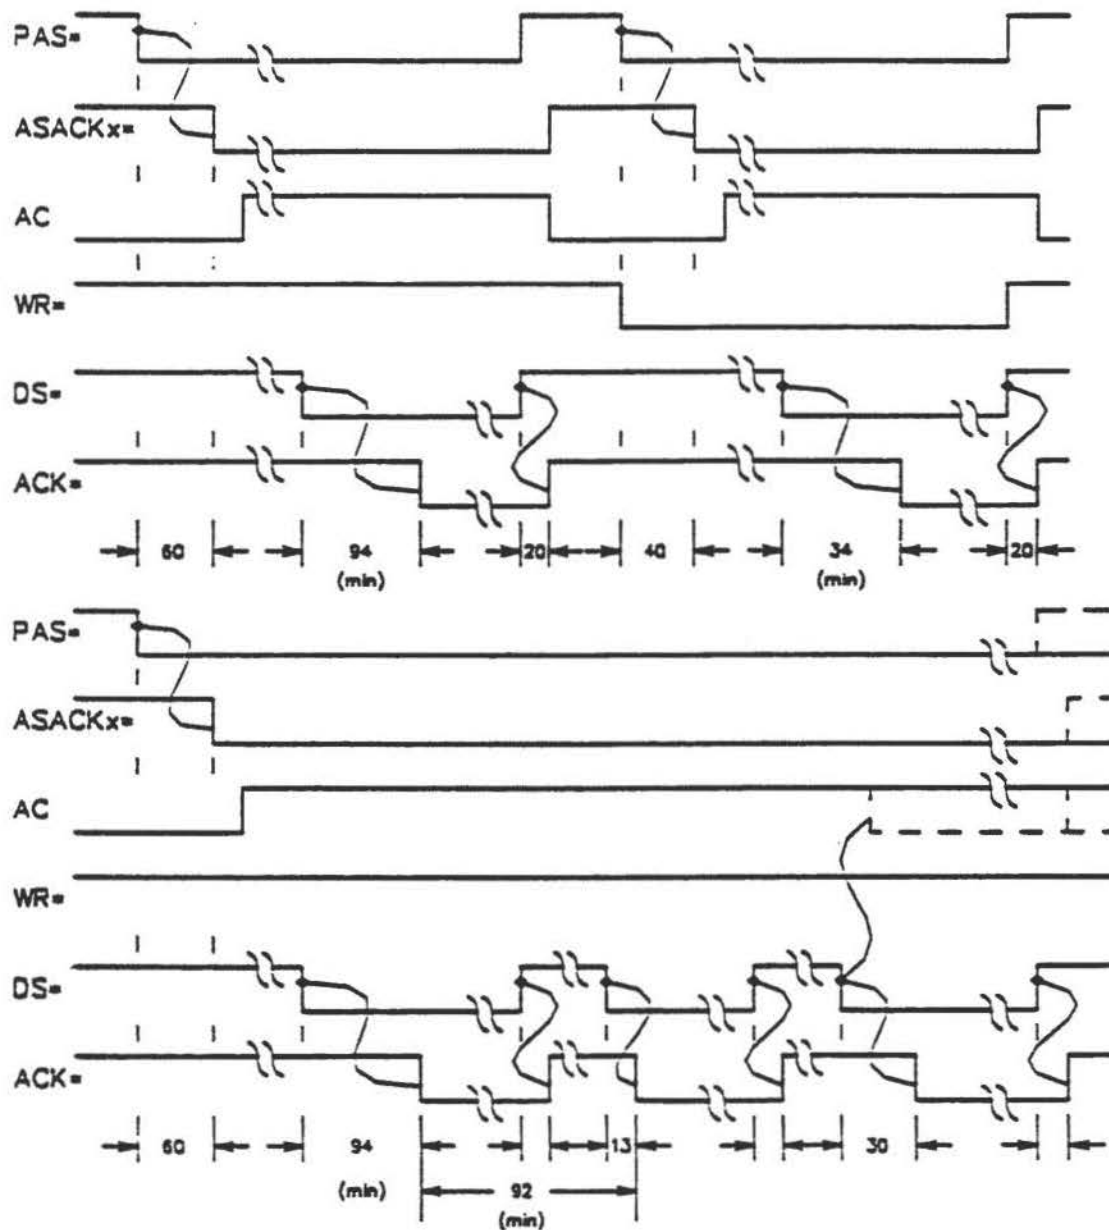 PAS=
ASACKx=
AC
WR=
DS=
ACK=
60 94 20 40 34 20
(min) (min)
PAS=
ASACKx=
AC
WR=
DS=
ACK=
60 94 13 30
(min) 92
(min)